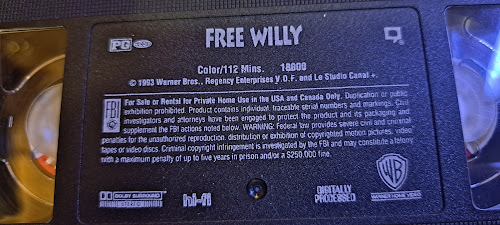 PG
FREE WILLY
Color/112 Mins. 18000
© 1993 Warner Bros., Regency Enterprises V.O.F. and Le Studio Canal +.
FBI
For Sale or Rental for Private Home Use in the USA and Canada Only. Duplication or public
exhibition prohibited. Product contains individual, traceable serial numbers and markings. Civil
investigators and attorneys have been engaged to protect the product and its packaging and
supplement the FBI actions noted below. WARNING: Federal law provides severe civil and criminal
penalties for the unauthorized reproduction, distribution or exhibition of copyrighted motion pictures, video
tapes or video discs. Criminal copyright infringement is investigated by the FBI and may constitute a felony
with a maximum penalty of up to five years in prison and/or a $250,000 fine.
DOLBY SURROUND
hi-fi
DIGITALLY
PROCESSED
WB
WARNER HOME VIDEO